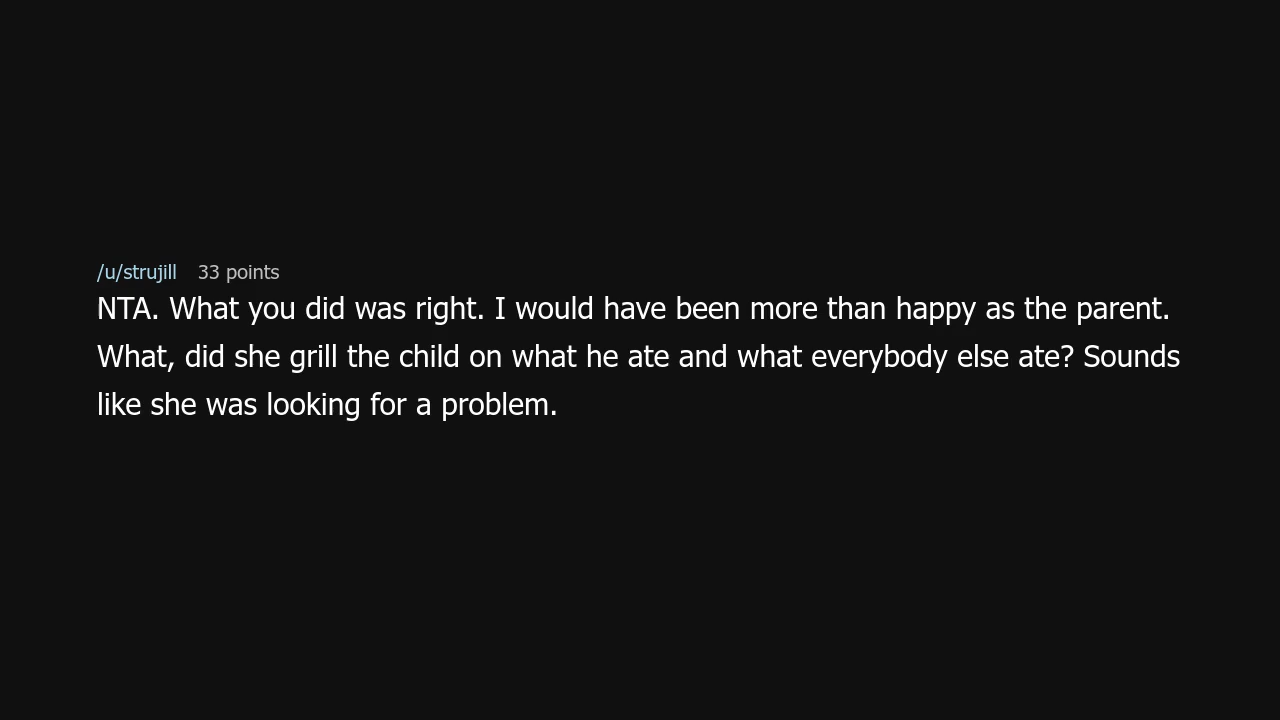 /u/strujill 33 points
NTA. What you did was right. I would have been more than happy as the parent.
What, did she grill the child on what he ate and what everybody else ate? Sounds
like she was looking for a problem.